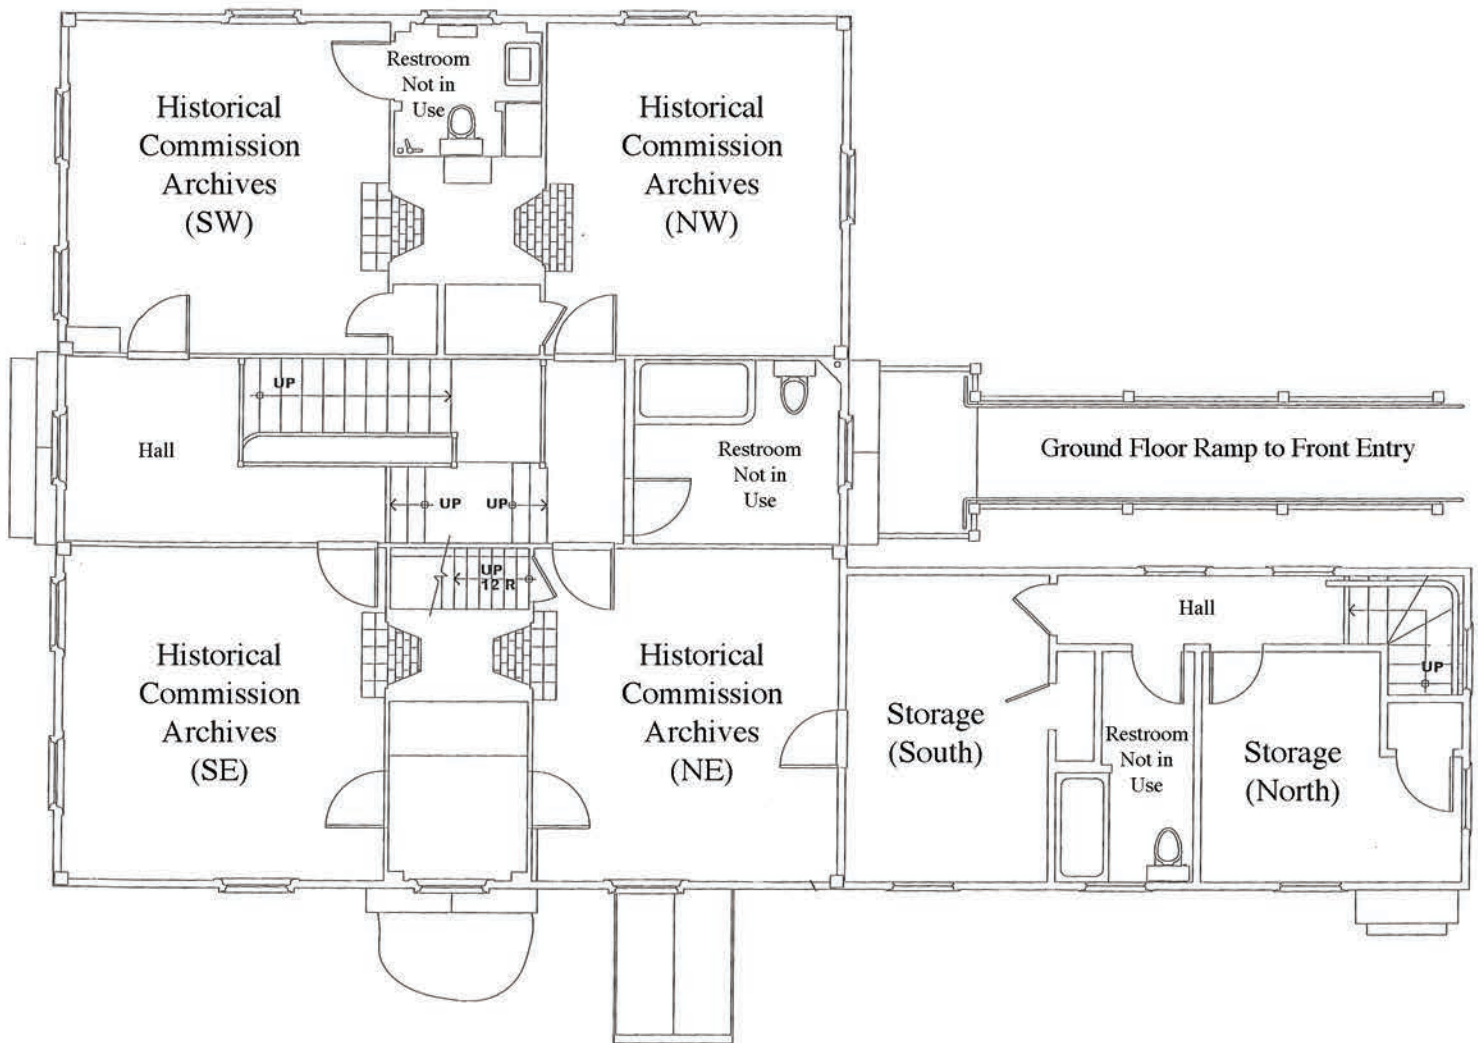 Historical
Commission
Archives
(SW)
Restroom
Not in
Use
Historical
Commission
Archives
(NW)
UP
Hall
Restroom
Not in
Use
Ground Floor Ramp to Front Entry
UP
UP
UP
12 R
Historical
Commission
Archives
(SE)
Historical
Commission
Archives
(NE)
Storage
(South)
Hall
UP
Restroom
Not in
Use
Storage
(North)